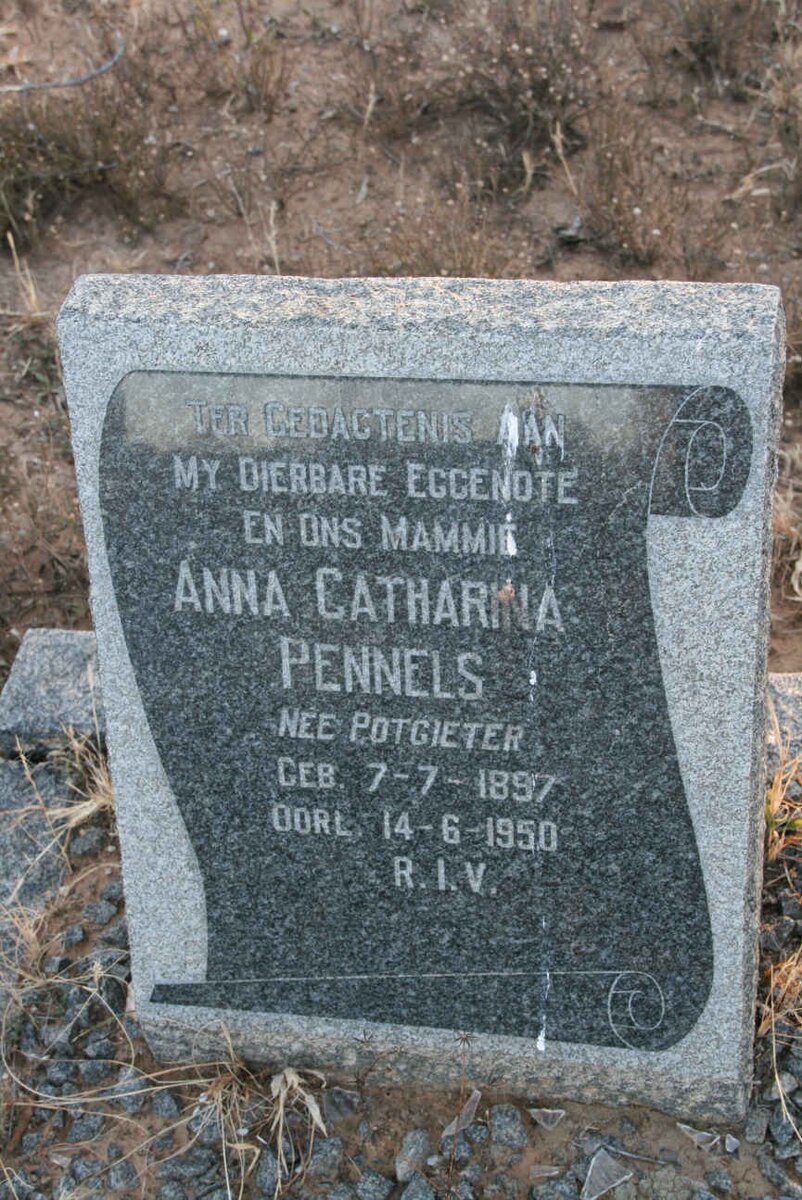 TER GEDAGTENIS AAN
MY DIERBARE EGGENOTE
EN ONS MAMMIE
ANNA CATHARINA
PENNELS
NEE POTGIETER
GEB. 7-7-1897
OORL. 14-6-1950
R.I.V.